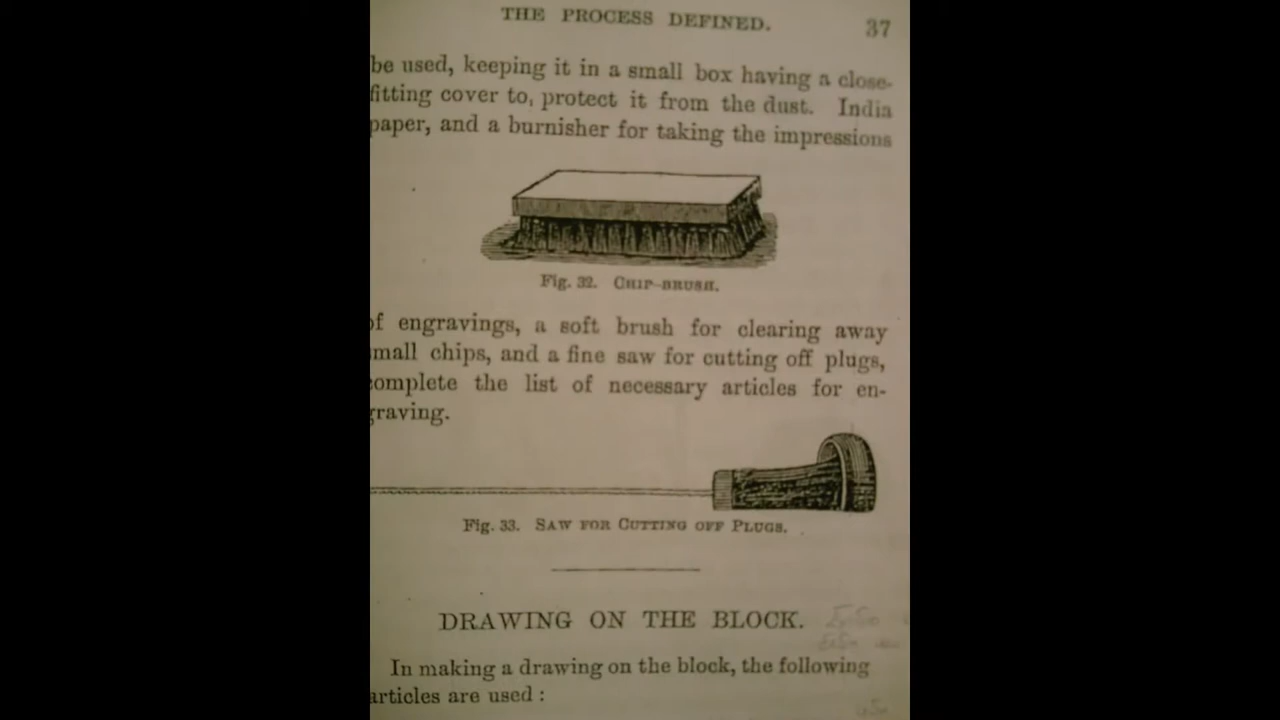 THE PROCESS DEFINED. 37
be used, keeping it in a small box having a close-
fitting cover to, protect it from the dust. India
paper, and a burnisher for taking the impressions
Fig. 32. CHIP-BRUSH.
of engravings, a soft brush for clearing away
small chips, and a fine saw for cutting off plugs,
complete the list of necessary articles for en-
graving.
Fig. 33. SAW FOR CUTTING OFF PLUGS.
DRAWING ON THE BLOCK.
In making a drawing on the block, the following
articles are used :